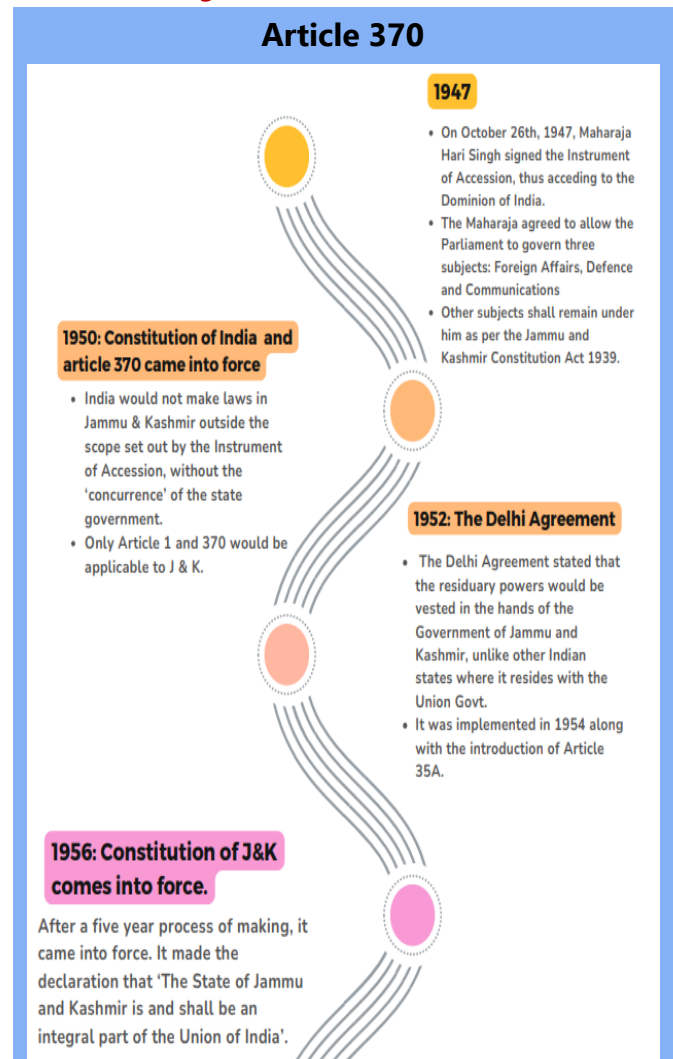 Article 370
1947
• On October 26th, 1947, Maharaja
Hari Singh signed the Instrument
of Accession, thus acceding to the
Dominion of India.
• The Maharaja agreed to allow the
Parliament to govern three
subjects: Foreign Affairs, Defence
and Communications
• Other subjects shall remain under
him as per the Jammu and
Kashmir Constitution Act 1939.
1950: Constitution of India and
article 370 came into force
• India would not make laws in
Jammu & Kashmir outside the
scope set out by the Instrument
of Accession, without the
‘concurrence’ of the state
government.
• Only Article 1 and 370 would be
applicable to J & K.
1952: The Delhi Agreement
• The Delhi Agreement stated that
the residuary powers would be
vested in the hands of the
Government of Jammu and
Kashmir, unlike other Indian
states where it resides with the
Union Govt.
• It was implemented in 1954 along
with the introduction of Article
35A.
1956: Constitution of J&K
comes into force.
After a five year process of making, it
came into force. It made the
declaration that ‘The State of Jammu
and Kashmir is and shall be an
integral part of the Union of India’.